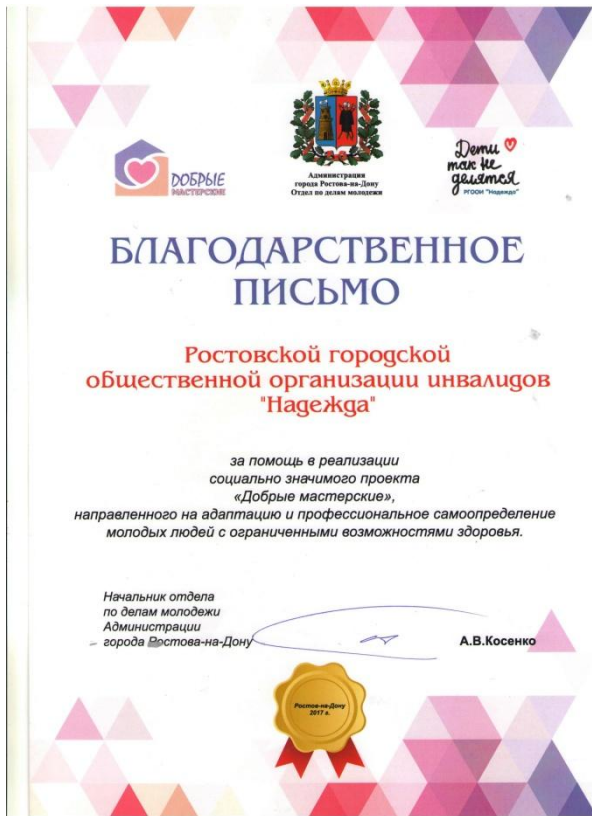 ДОБРЫЕ
МАСТЕРСКИЕ
Администрация
города Ростова-на-Дону
Отдел по делам молодежи
Дети
так не
делятся
РГООИ "Надежда"
БЛАГОДАРСТВЕННОЕ
ПИСЬМО
Ростовской городской
общественной организации инвалидов
"Надежда"
за помощь в реализации
социально значимого проекта
«Добрые мастерские»,
направленного на адаптацию и профессиональное самоопределение
молодых людей с ограниченными возможностями здоровья.
Начальник отдела
по делам молодежи
Администрации
города Ростова-на-Дону
А.В.Косенко
Ростов-на-Дону
2017 г.